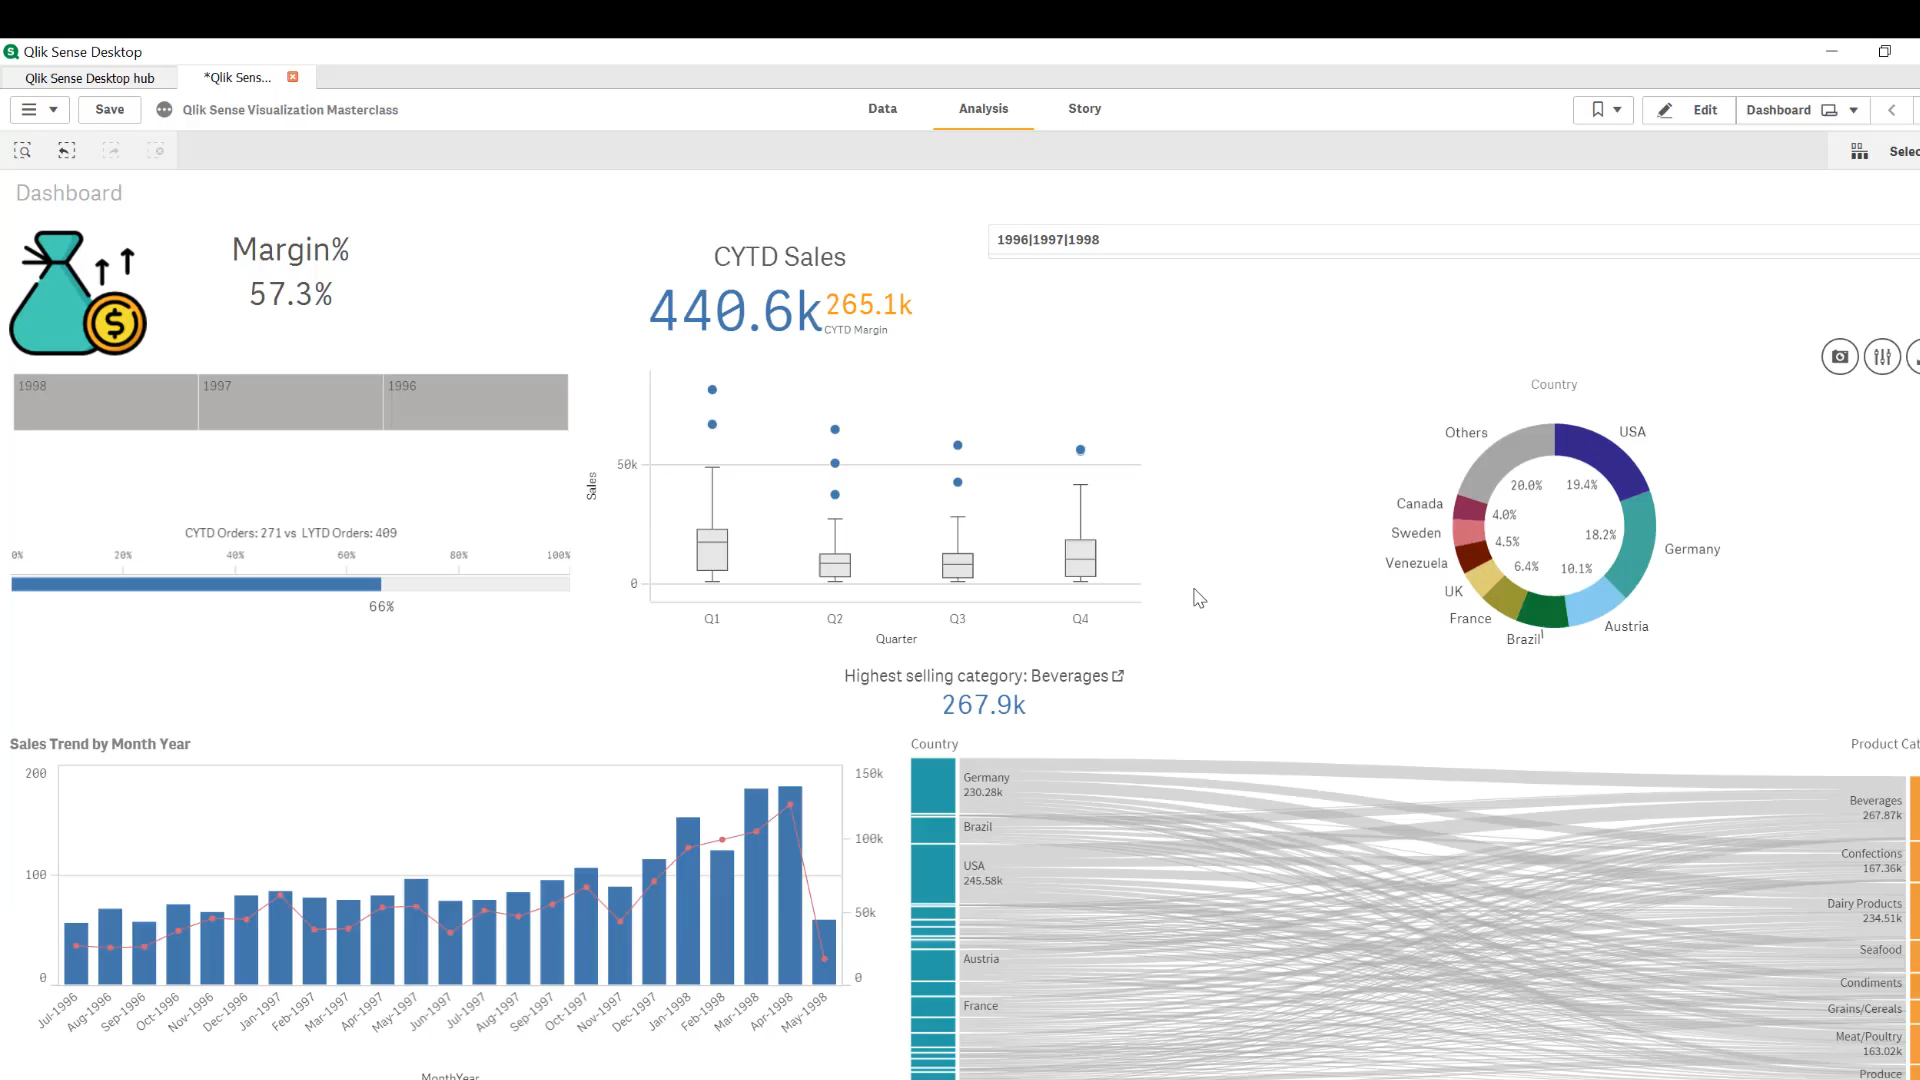 Qlik Sense Desktop
Qlik Sense Desktop hub
*Qlik Sens...
Save
Qlik Sense Visualization Masterclass
Data
Analysis
Story
Edit
Dashboard
Selec
Dashboard
Margin%
57.3%
CYTD Sales
440.6k
265.1k
CYTD Margin
1996|1997|1998
1998
1997
1996
CYTD Orders: 271 vs LYTD Orders: 409
0%
20%
40%
60%
80%
100%
66%
Sales
50k
0
Q1
Q2
Q3
Q4
Quarter
Highest selling category: Beverages
267.9k
Country
Others
USA
Canada
Sweden
Venezuela
UK
France
Brazil
Austria
Germany
20.0%
19.4%
4.0%
4.5%
6.4%
10.1%
18.2%
Sales Trend by Month Year
200
100
0
150k
100k
50k
0
Jul-1996
Aug-1996
Sep-1996
Oct-1996
Nov-1996
Dec-1996
Jan-1997
Feb-1997
Mar-1997
Apr-1997
May-1997
Jun-1997
Jul-1997
Aug-1997
Sep-1997
Oct-1997
Nov-1997
Dec-1997
Jan-1998
Feb-1998
Mar-1998
Apr-1998
May-1998
MonthYear
Country
Product Cat
Germany
230.28k
Brazil
USA
245.58k
Austria
France
Beverages
267.87k
Confections
167.36k
Dairy Products
234.51k
Seafood
Condiments
Grains/Cereals
Meat/Poultry
163.02k
Produce